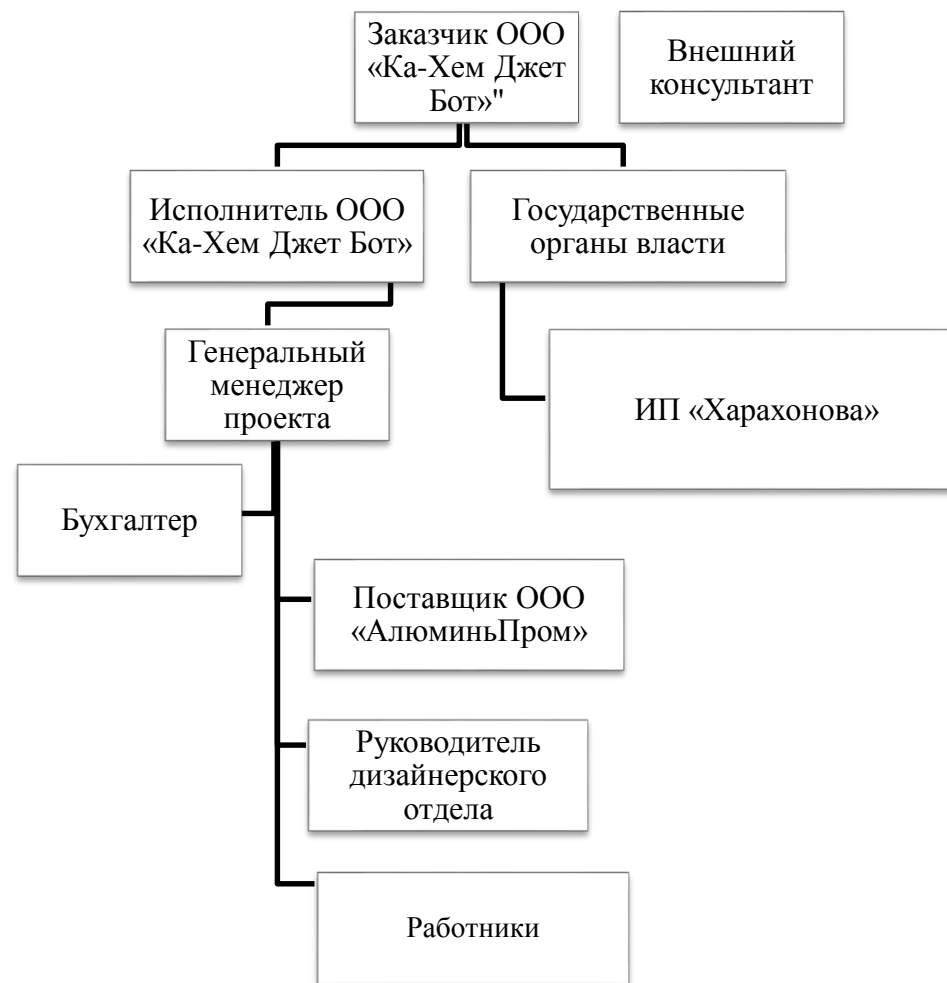 Заказчик ООО
«Ка-Хем Джет
Бот»"
Внешний
консультант
Исполнитель ООО
«Ка-Хем Джет Бот»
Государственные
органы власти
Генеральный
менеджер
проекта
ИП «Харахонова»
Бухгалтер
Поставщик ООО
«АлюминьПром»
Руководитель
дизайнерского
отдела
Работники